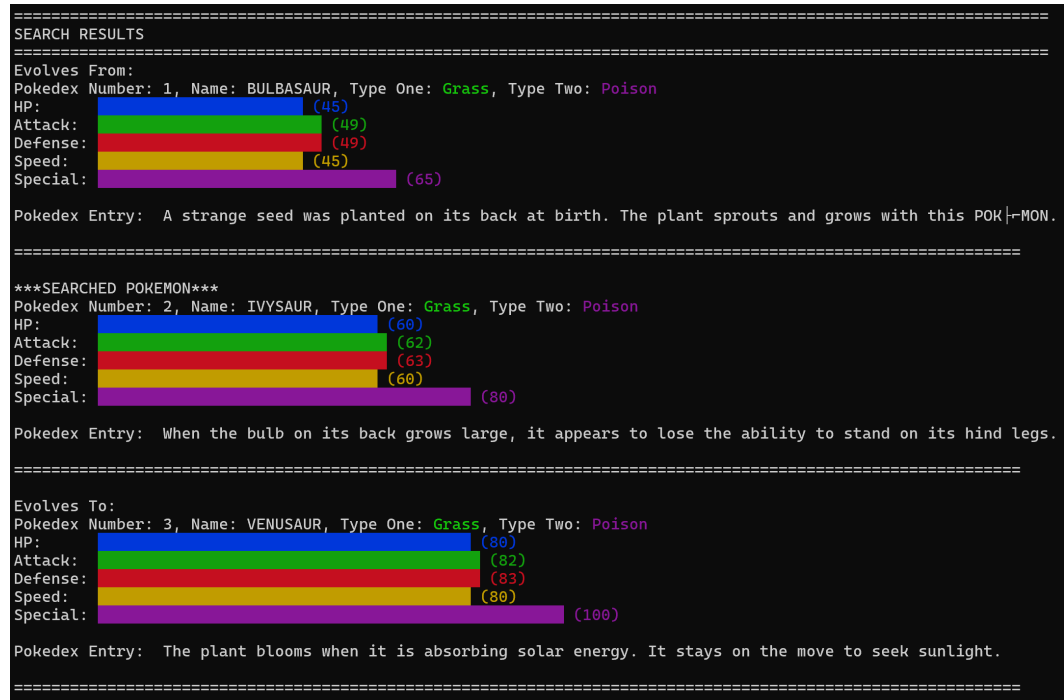 ===============================================================================================================
SEARCH RESULTS
===============================================================================================================
Evolves From:
Pokedex Number: 1, Name: BULBASAUR, Type One: Grass, Type Two: Poison
HP: (45)
Attack: (49)
Defense: (49)
Speed: (45)
Special: (65)
Pokedex Entry:  A strange seed was planted on its back at birth. The plant sprouts and grows with this POK├⌐MON.
============================================================================================================
***SEARCHED POKEMON***
Pokedex Number: 2, Name: IVYSAUR, Type One: Grass, Type Two: Poison
HP: (60)
Attack: (62)
Defense: (63)
Speed: (60)
Special: (80)
Pokedex Entry:  When the bulb on its back grows large, it appears to lose the ability to stand on its hind legs.
============================================================================================================
Evolves To:
Pokedex Number: 3, Name: VENUSAUR, Type One: Grass, Type Two: Poison
HP: (80)
Attack: (82)
Defense: (83)
Speed: (80)
Special: (100)
Pokedex Entry:  The plant blooms when it is absorbing solar energy. It stays on the move to seek sunlight.
============================================================================================================